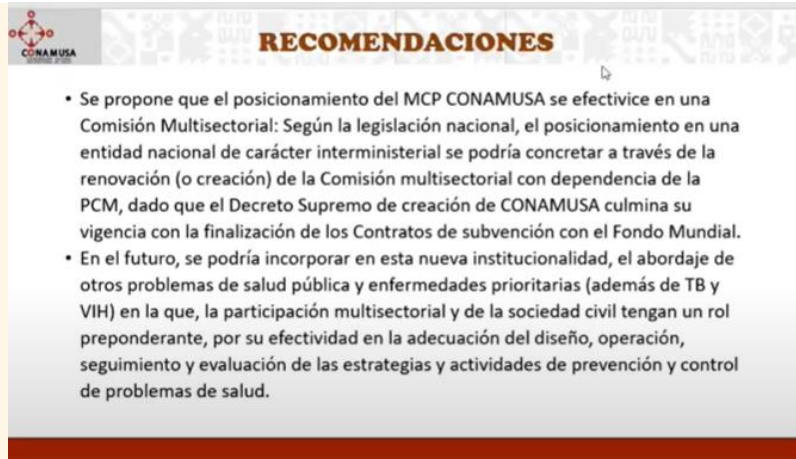 CONAMUSA
RECOMENDACIONES
• Se propone que el posicionamiento del MCP CONAMUSA se efectivice en una
Comisión Multisectorial: Según la legislación nacional, el posicionamiento en una
entidad nacional de carácter interministerial se podría concretar a través de la
renovación (o creación) de la Comisión multisectorial con dependencia de la
PCM, dado que el Decreto Supremo de creación de CONAMUSA culmina su
vigencia con la finalización de los Contratos de subvención con el Fondo Mundial.
• En el futuro, se podría incorporar en esta nueva institucionalidad, el abordaje de
otros problemas de salud pública y enfermedades prioritarias (además de TB y
VIH) en la que, la participación multisectorial y de la sociedad civil tengan un rol
preponderante, por su efectividad en la adecuación del diseño, operación,
seguimiento y evaluación de las estrategias y actividades de prevención y control
de problemas de salud.